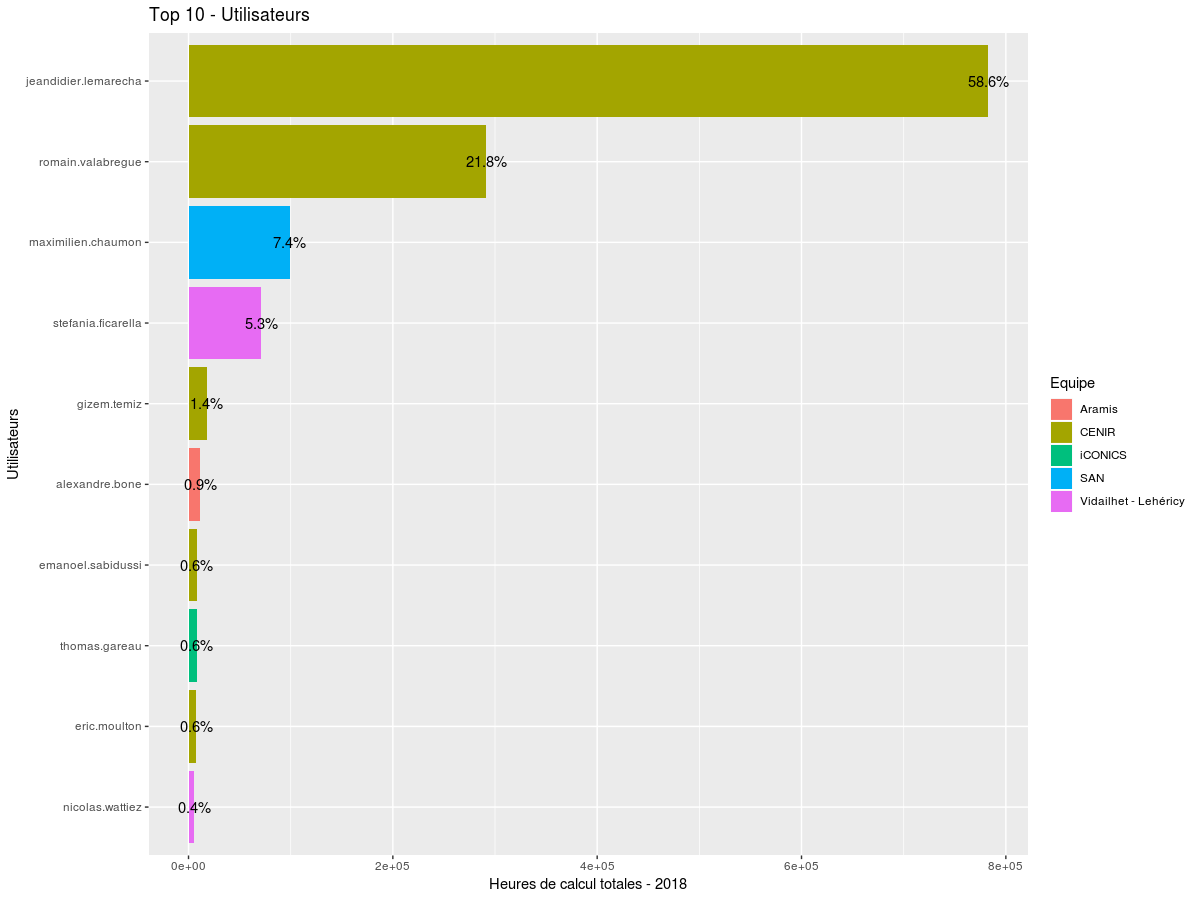 Top 10 - Utilisateurs
jeandidier.lemarecha
58.6%
romain.valabregue
21.8%
maximilien.chaumon
7.4%
stefania.ficarella
5.3%
gizem.temiz
1.4%
alexandre.bone
0.9%
emanoel.sabidussi
0.6%
thomas.gareau
0.6%
eric.moulton
0.6%
nicolas.wattiez
0.4%
Utilisateurs
0e+00 2e+05 4e+05 6e+05 8e+05
Heures de calcul totales - 2018
Equipe
Aramis
CENIR
iCONICS
SAN
Vidailhet - Lehéricy